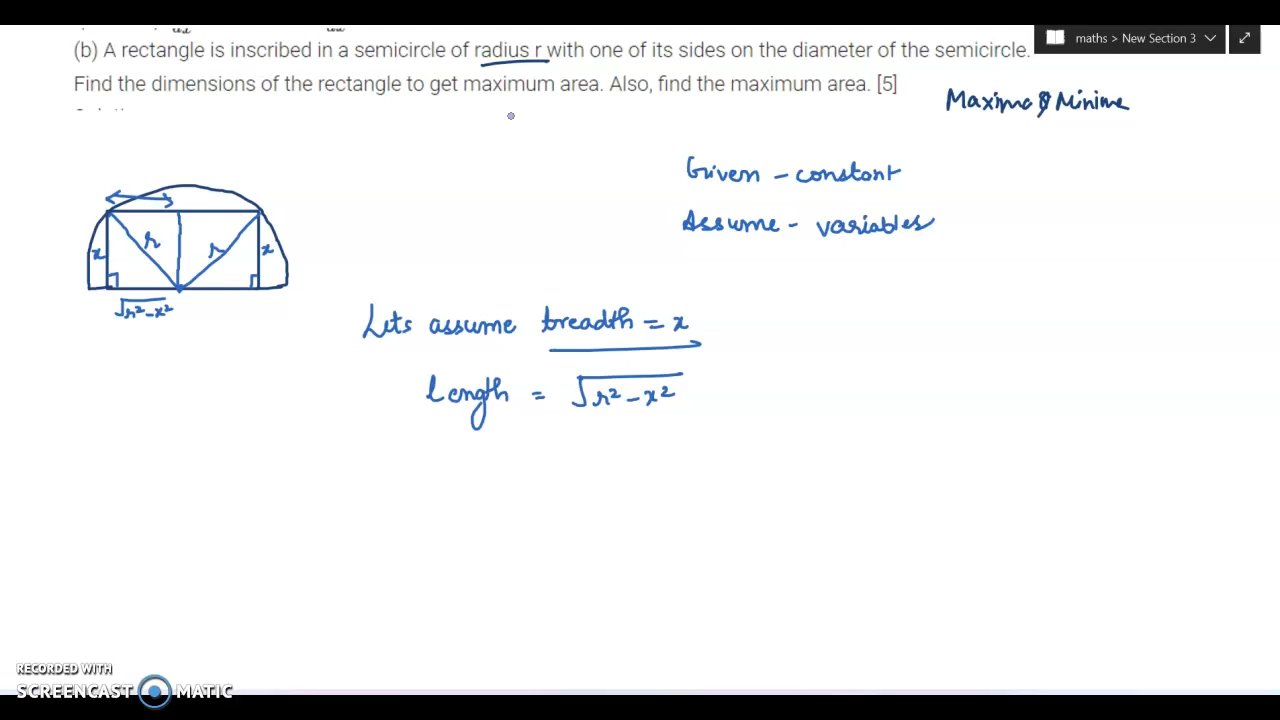 (b) A rectangle is inscribed in a semicircle of radius r with one of its sides on the diameter of the semicircle.
Find the dimensions of the rectangle to get maximum area. Also, find the maximum area. [5]
maths > New Section 3
Maxima & Minima
Given - constant
Assume - variables
r
r
x
x
√r²-x²
Lets assume breadth = x
length = √r²-x²
RECORDED WITH
SCREENCAST MATIC